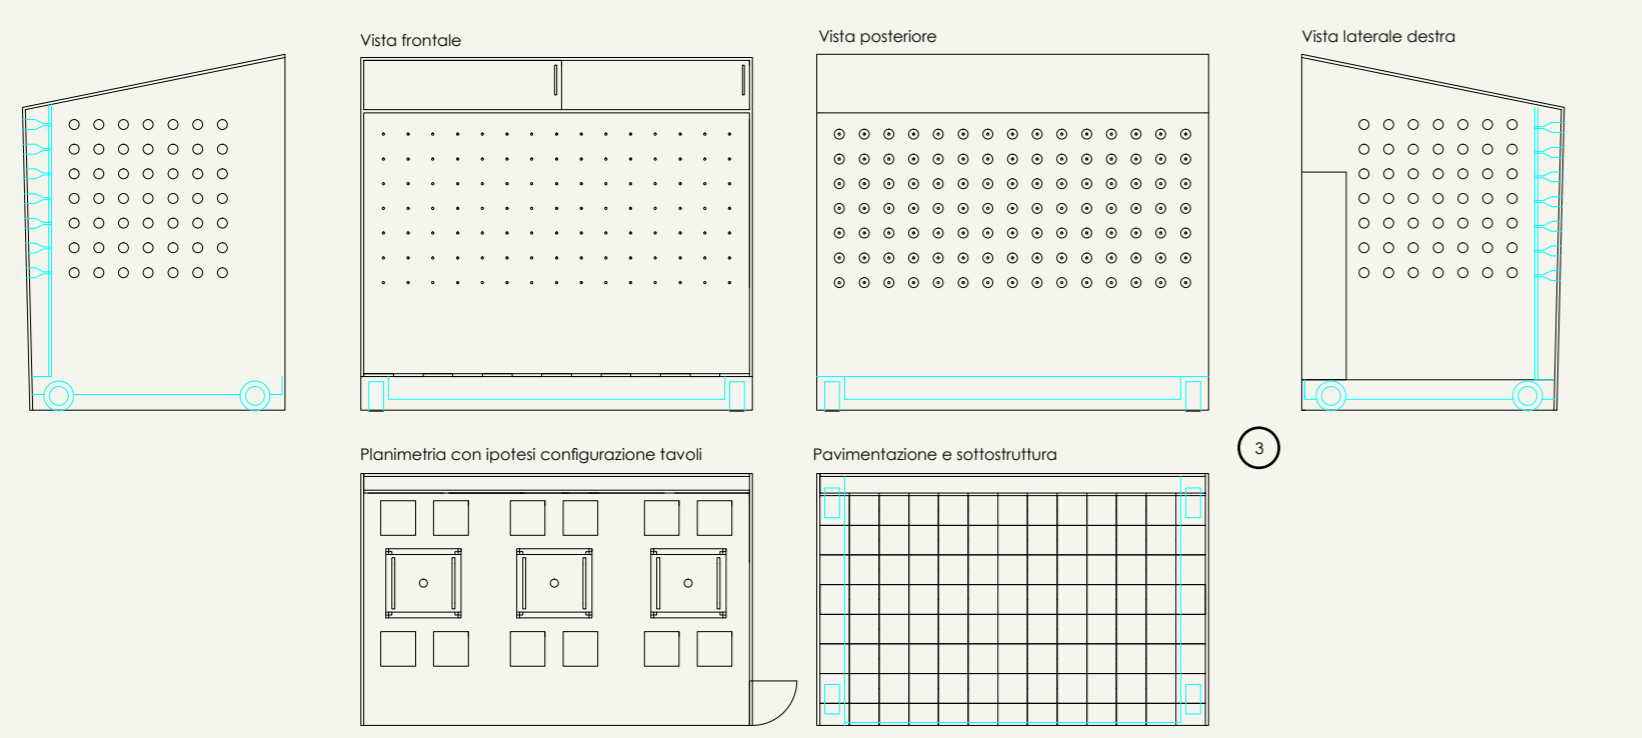 Vista frontale
Vista posteriore
Vista laterale destra
Planimetria con ipotesi configurazione tavoli
Pavimentazione e sottostruttura
3